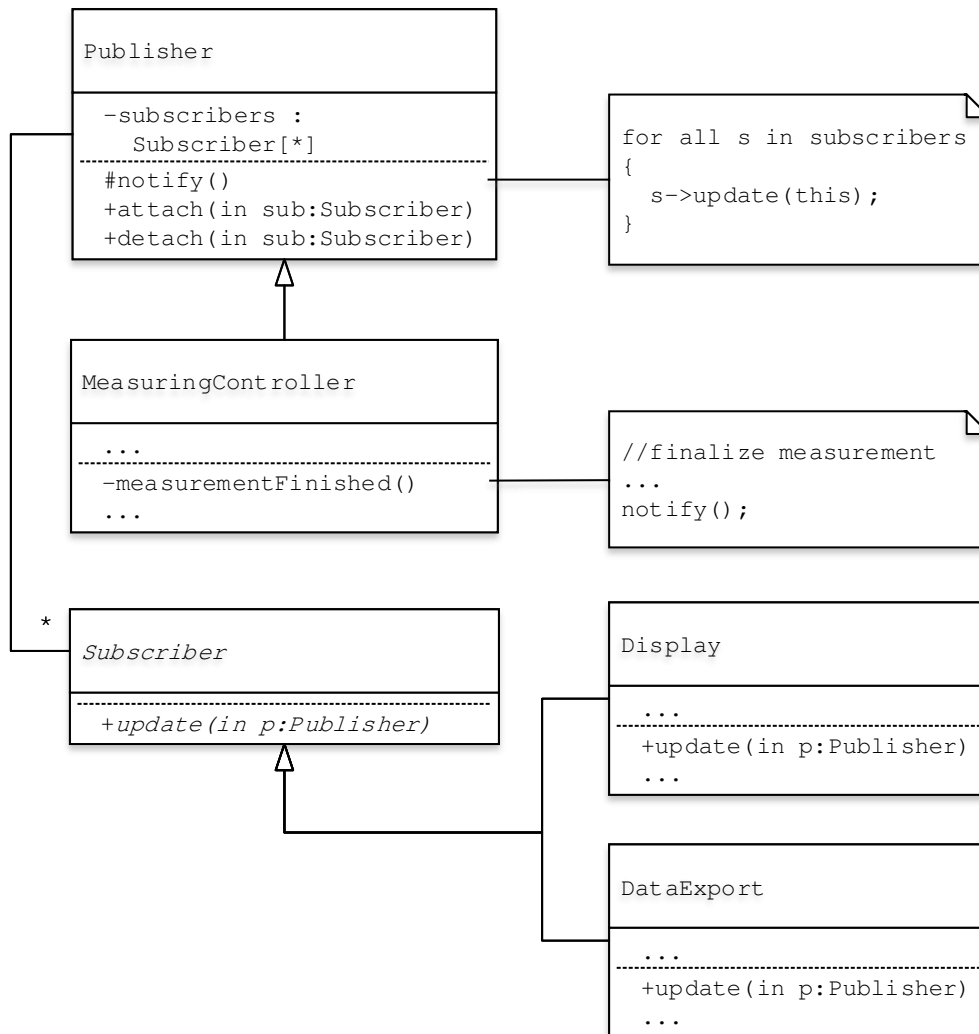 Publisher
-subscribers :
Subscriber[*]
#notify()
+attach(in sub:Subscriber)
+detach(in sub:Subscriber)
for all s in subscribers
{
s->update(this);
}
MeasuringController
...
-measurementFinished()
...
//finalize measurement
...
notify();
*
Subscriber
+update(in p:Publisher)
Display
...
+update(in p:Publisher)
...
DataExport
...
+update(in p:Publisher)
...